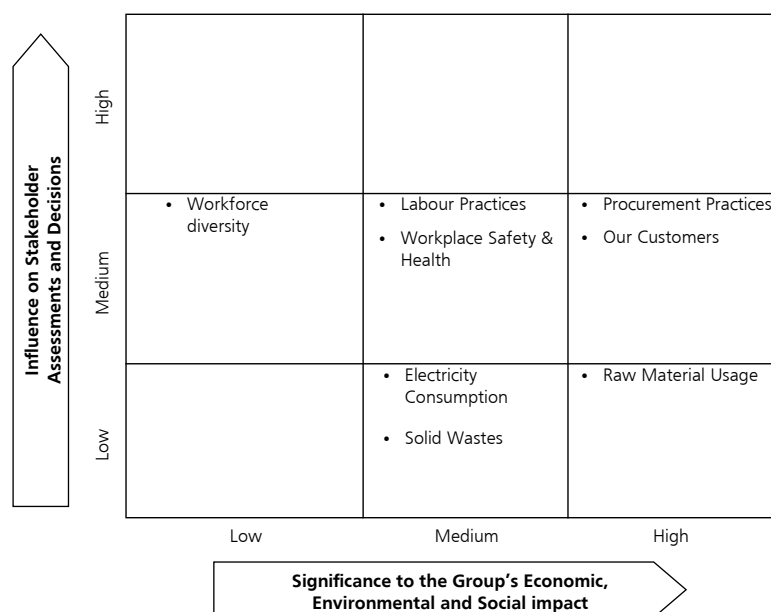 Influence on Stakeholder
Assessments and Decisions
High
Medium
Low
• Workforce
diversity
• Labour Practices
• Workplace Safety &
Health
• Procurement Practices
• Our Customers
• Electricity
Consumption
• Solid Wastes
• Raw Material Usage
Low
Medium
High
Significance to the Group's Economic,
Environmental and Social impact